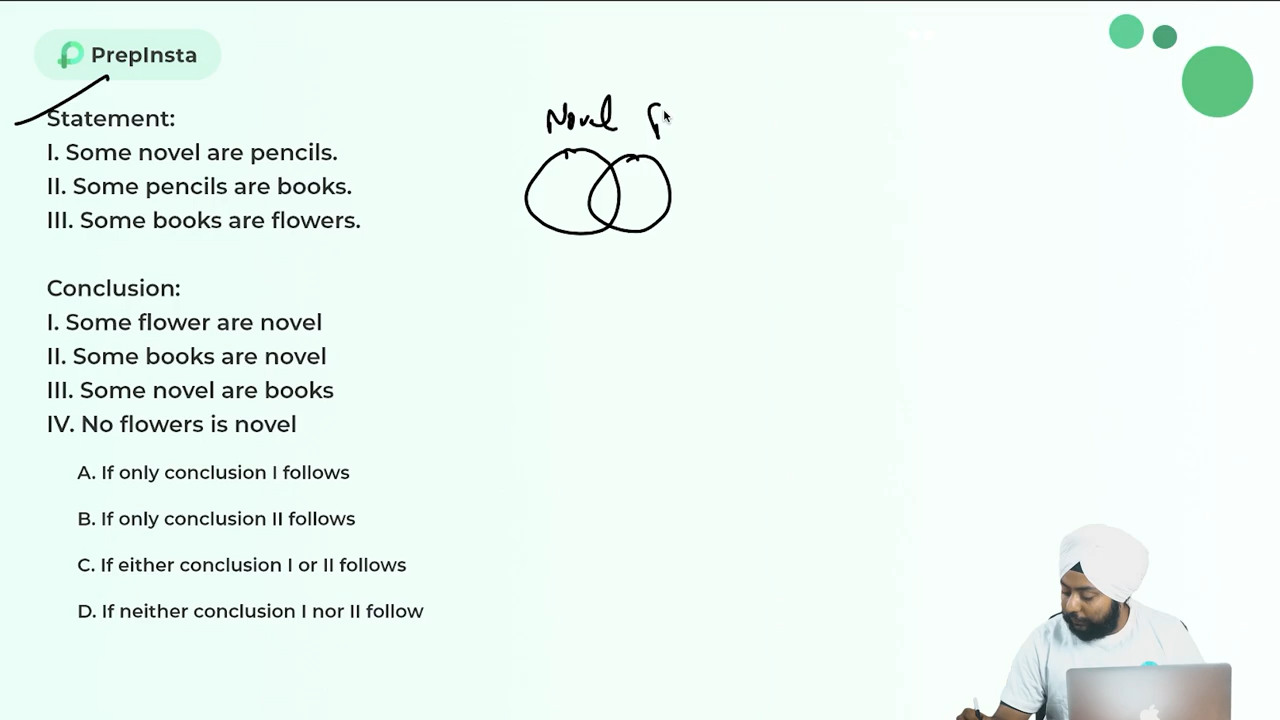 PrepInsta
Statement:
I. Some novel are pencils.
II. Some pencils are books.
III. Some books are flowers.
Conclusion:
I. Some flower are novel
II. Some books are novel
III. Some novel are books
IV. No flowers is novel
A. If only conclusion I follows
B. If only conclusion II follows
C. If either conclusion I or II follows
D. If neither conclusion I nor II follow
Novel